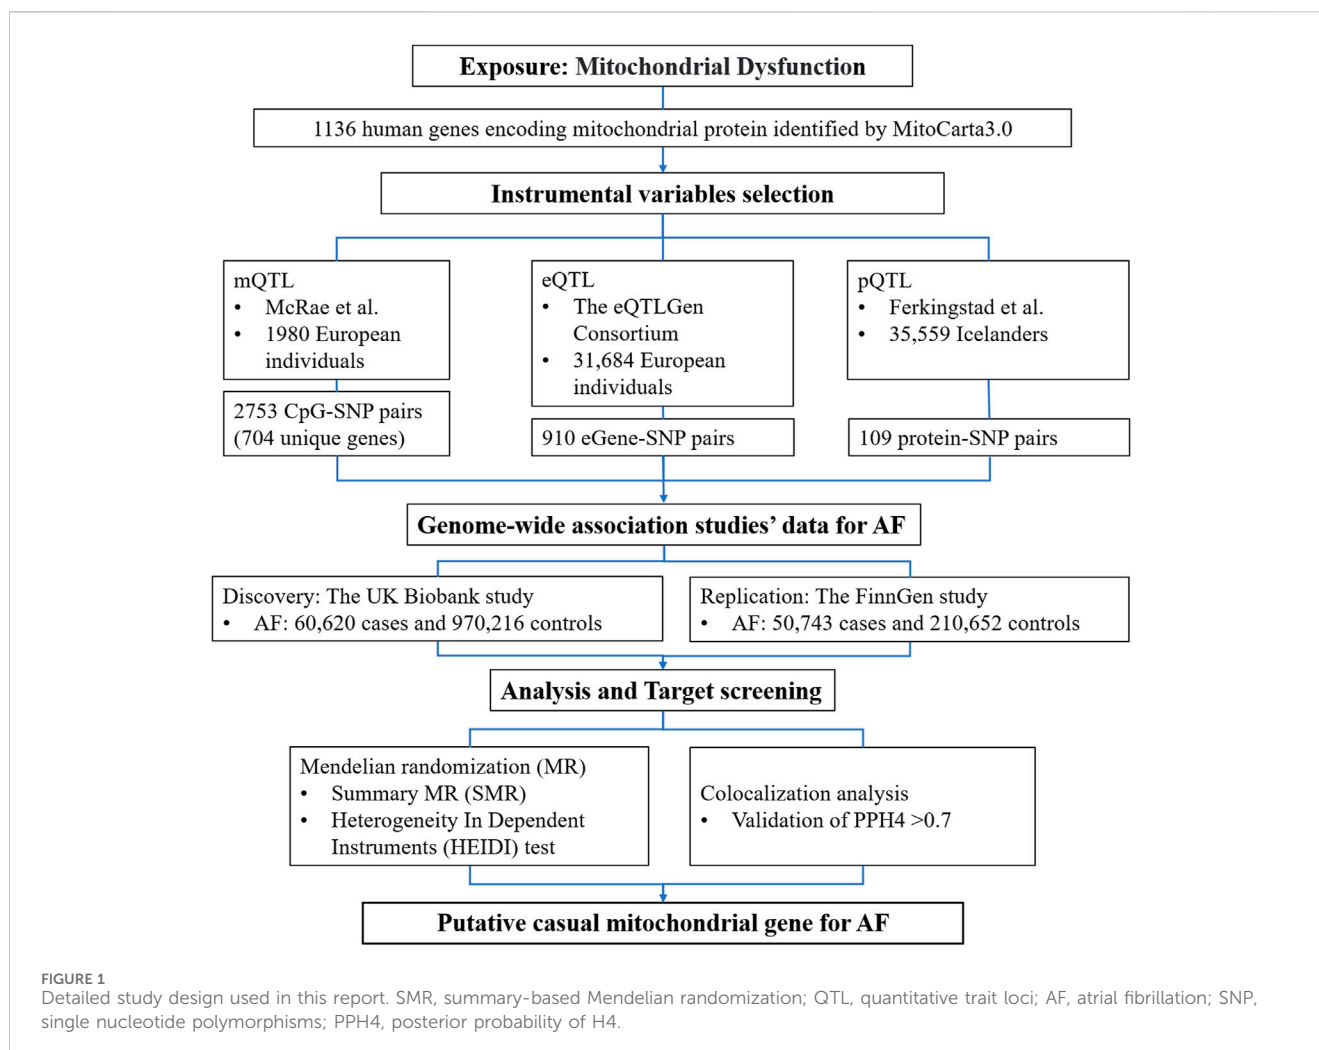 Exposure: Mitochondrial Dysfunction
1136 human genes encoding mitochondrial protein identified by MitoCarta3.0
Instrumental variables selection
mQTL
• McRae et al.
• 1980 European
individuals
2753 CpG-SNP pairs
(704 unique genes)
eQTL
• The eQTLGen
Consortium
• 31,684 European
individuals
910 eGene-SNP pairs
pQTL
• Ferkingstad et al.
• 35,559 Icelanders
109 protein-SNP pairs
Genome-wide association studies’ data for AF
Discovery: The UK Biobank study
• AF: 60,620 cases and 970,216 controls
Replication: The FinnGen study
• AF: 50,743 cases and 210,652 controls
Analysis and Target screening
Mendelian randomization (MR)
• Summary MR (SMR)
• Heterogeneity In Dependent
Instruments (HEIDI) test
Colocalization analysis
• Validation of PPH4 >0.7
Putative casual mitochondrial gene for AF
FIGURE 1
Detailed study design used in this report. SMR, summary-based Mendelian randomization; QTL, quantitative trait loci; AF, atrial fibrillation; SNP,
single nucleotide polymorphisms; PPH4, posterior probability of H4.